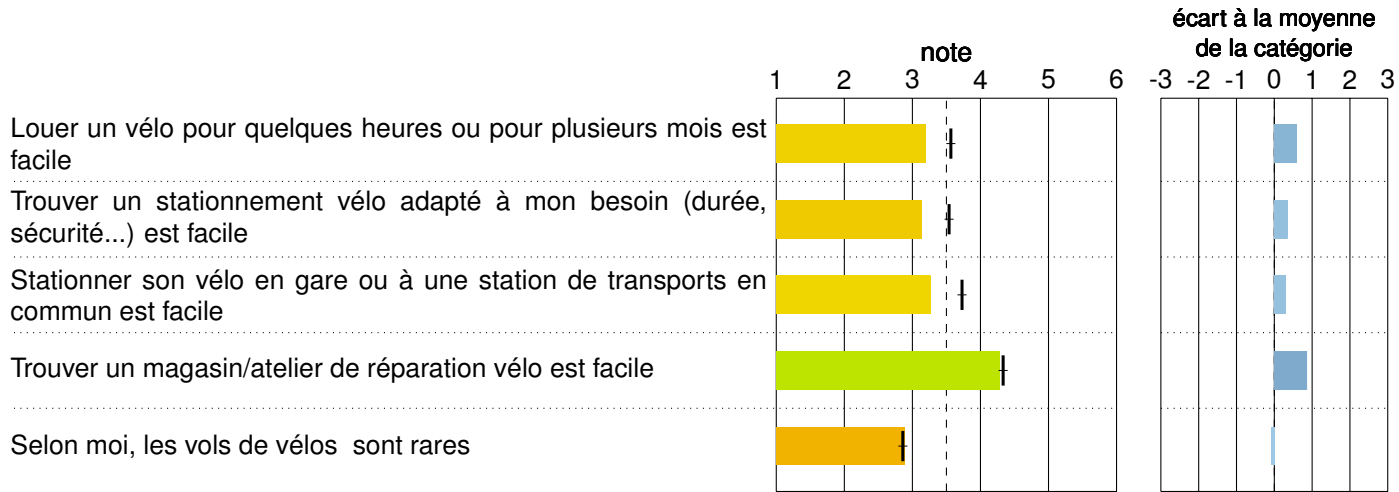 écart à la moyenne
de la catégorie
note
1 2 3 4 5 6
-3 -2 -1 0 1 2 3
Louer un vélo pour quelques heures ou pour plusieurs mois est
facile
Trouver un stationnement vélo adapté à mon besoin (durée,
sécurité...) est facile
Stationner son vélo en gare ou à une station de transports en
commun est facile
Trouver un magasin/atelier de réparation vélo est facile
Selon moi, les vols de vélos sont rares